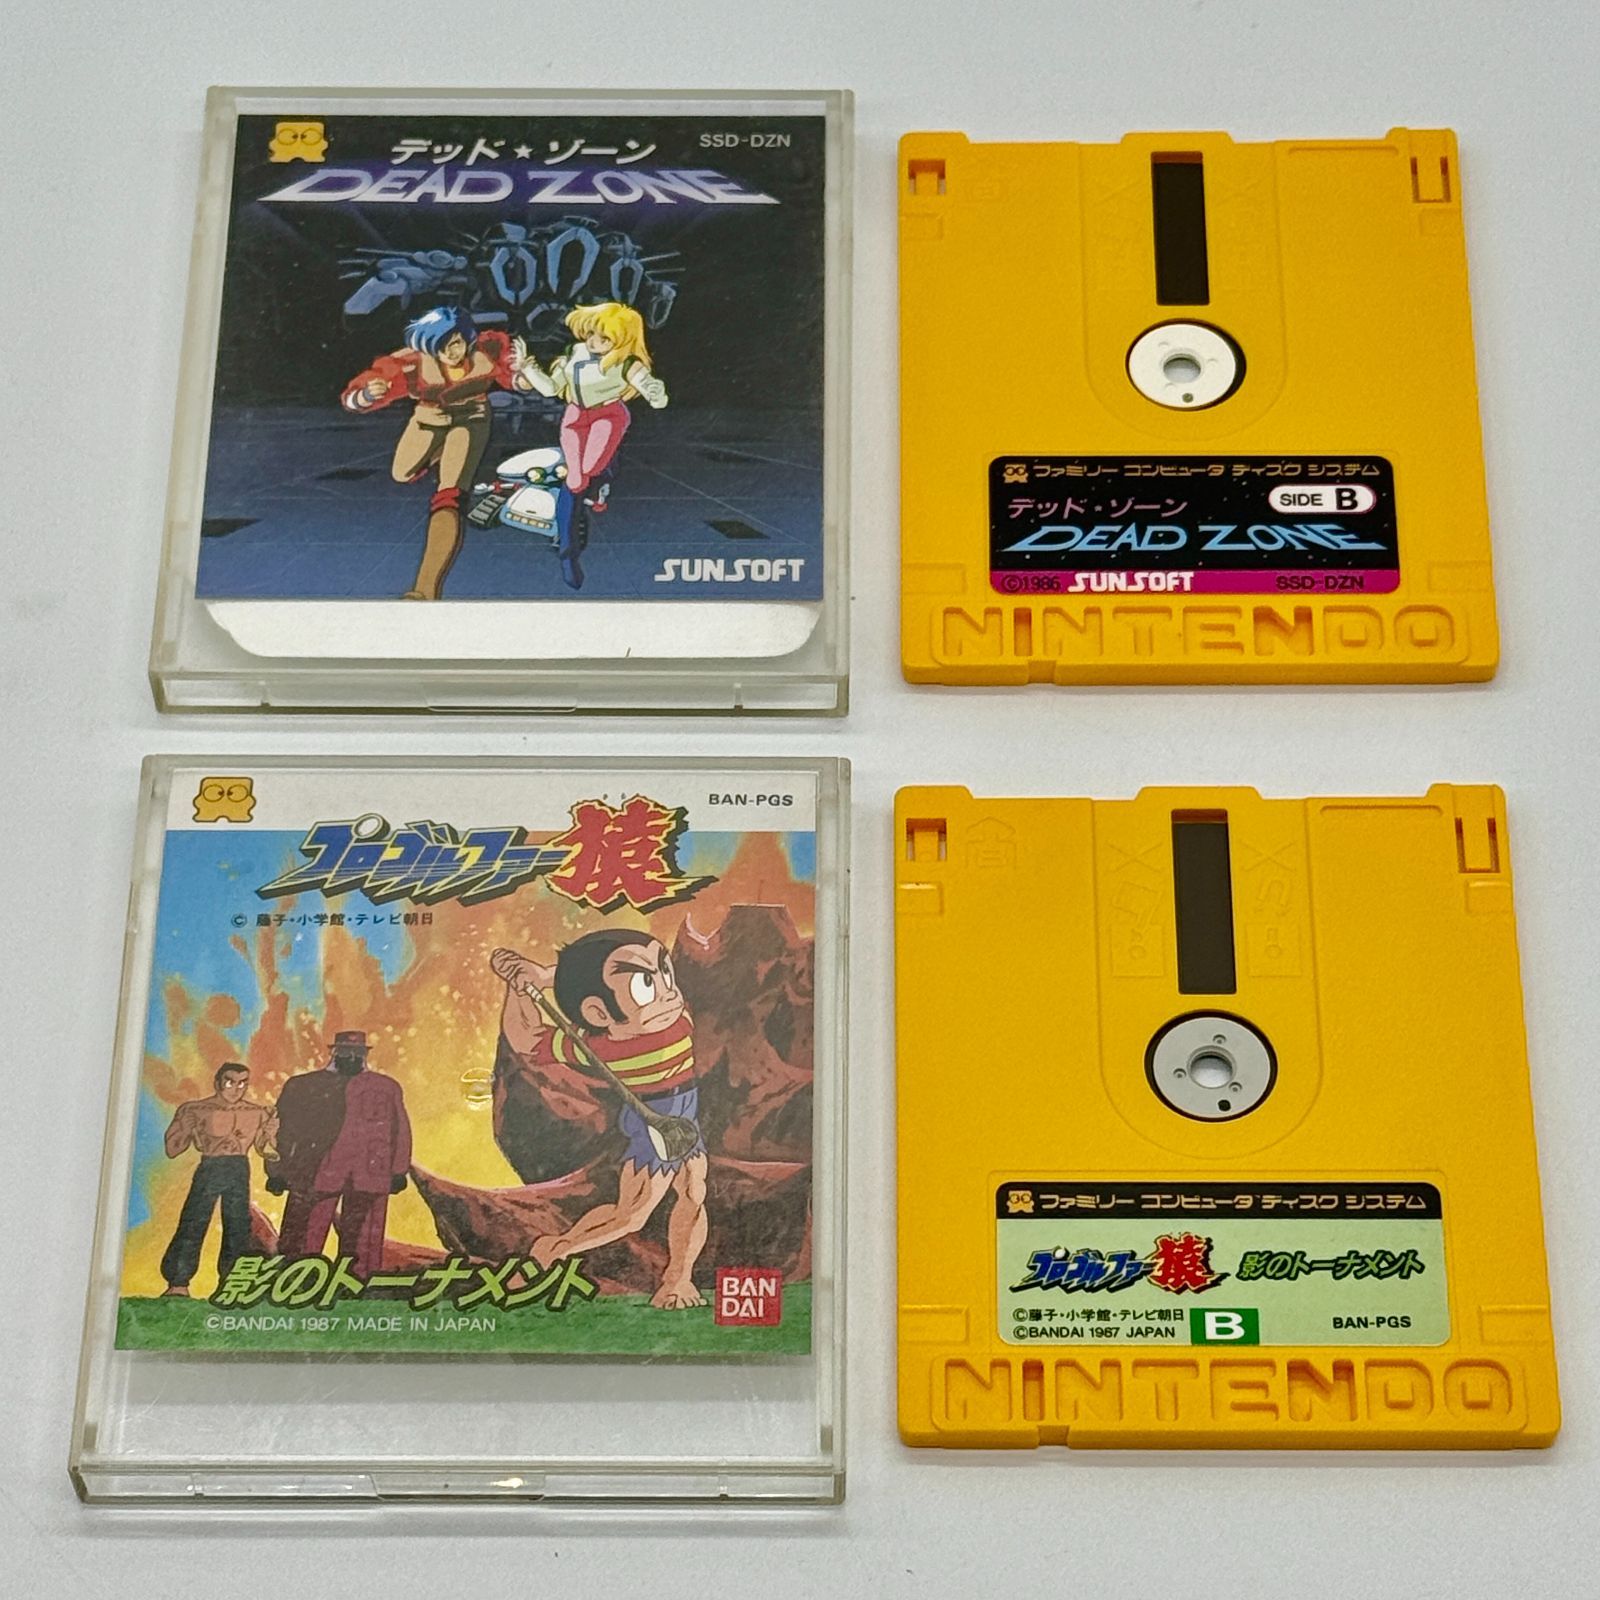 デッド★ゾーン
SSD-DZN
DEAD ZONE
SUNSOFT
ファミリー コンピュータ ディスク システム
デッド★ゾーン
SIDE B
DEAD ZONE
©1986 SUNSOFT SSD-DZN
NINTENDO
BAN-PGS
さる
プロゴルファー猿
© 藤子・小学館・テレビ朝日
影のトーナメント
BAN
DAI
©BANDAI 1987 MADE IN JAPAN
ファミリー コンピュータ ディスク システム
プロゴルファー猿 影のトーナメント
©藤子・小学館・テレビ朝日
©BANDAI 1987 JAPAN B BAN-PGS
NINTENDO